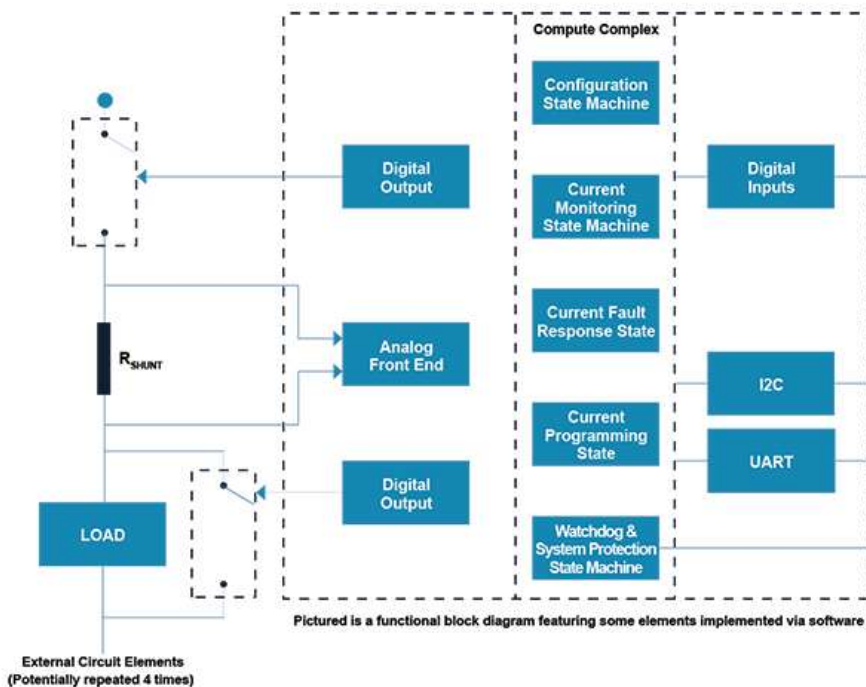 Compute Complex
Configuration
State Machine
Digital
Output
Current
Monitoring
State Machine
Digital
Inputs
Current Fault
Response State
Analog
Front End
RSHUNT
I2C
Current
Programming
State
UART
Digital
Output
LOAD
Watchdog &
System Protection
State Machine
Pictured is a functional block diagram featuring some elements implemented via software
External Circuit Elements
(Potentially repeated 4 times)